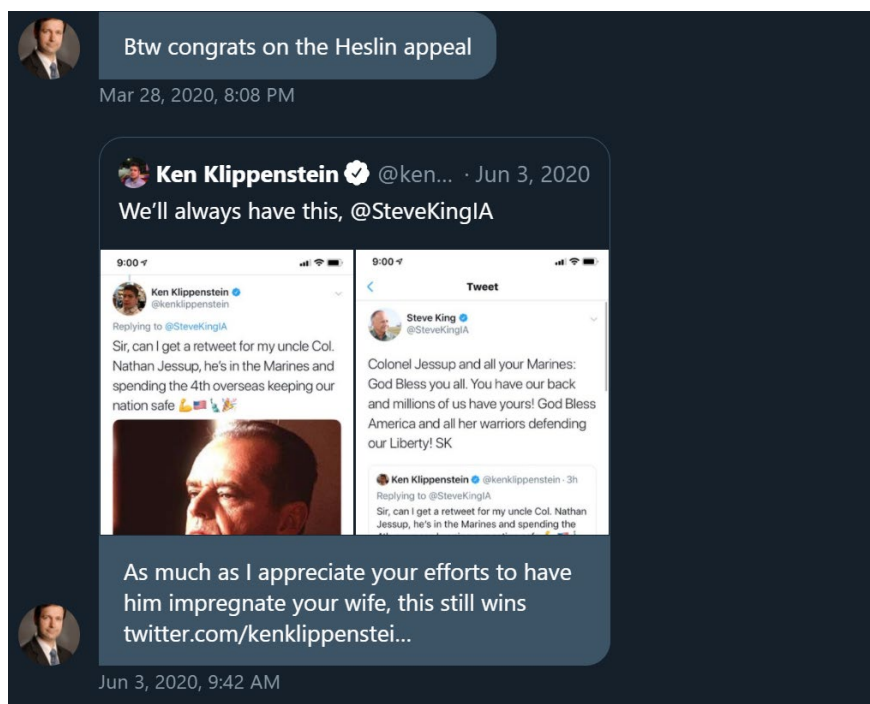 Btw congrats on the Heslin appeal
Mar 28, 2020, 8:08 PM
Ken Klippenstein @ken... · Jun 3, 2020
We'll always have this, @SteveKingIA
9:00
Ken Klippenstein
@kenklippenstein
Replying to @SteveKingIA
Sir, can I get a retweet for my uncle Col.
Nathan Jessup, he's in the Marines and
spending the 4th overseas keeping our
nation safe 💪🇺🇸🗽🎉
9:00
Tweet
Steve King
@SteveKingIA
Colonel Jessup and all your Marines:
God Bless you all. You have our back
and millions of us have yours! God Bless
America and all her warriors defending
our Liberty! SK
Ken Klippenstein @kenklippenstein · 3h
Replying to @SteveKingIA
Sir, can I get a retweet for my uncle Col. Nathan
Jessup, he's in the Marines and spending the
As much as I appreciate your efforts to have
him impregnate your wife, this still wins
twitter.com/kenklippenstei...
Jun 3, 2020, 9:42 AM